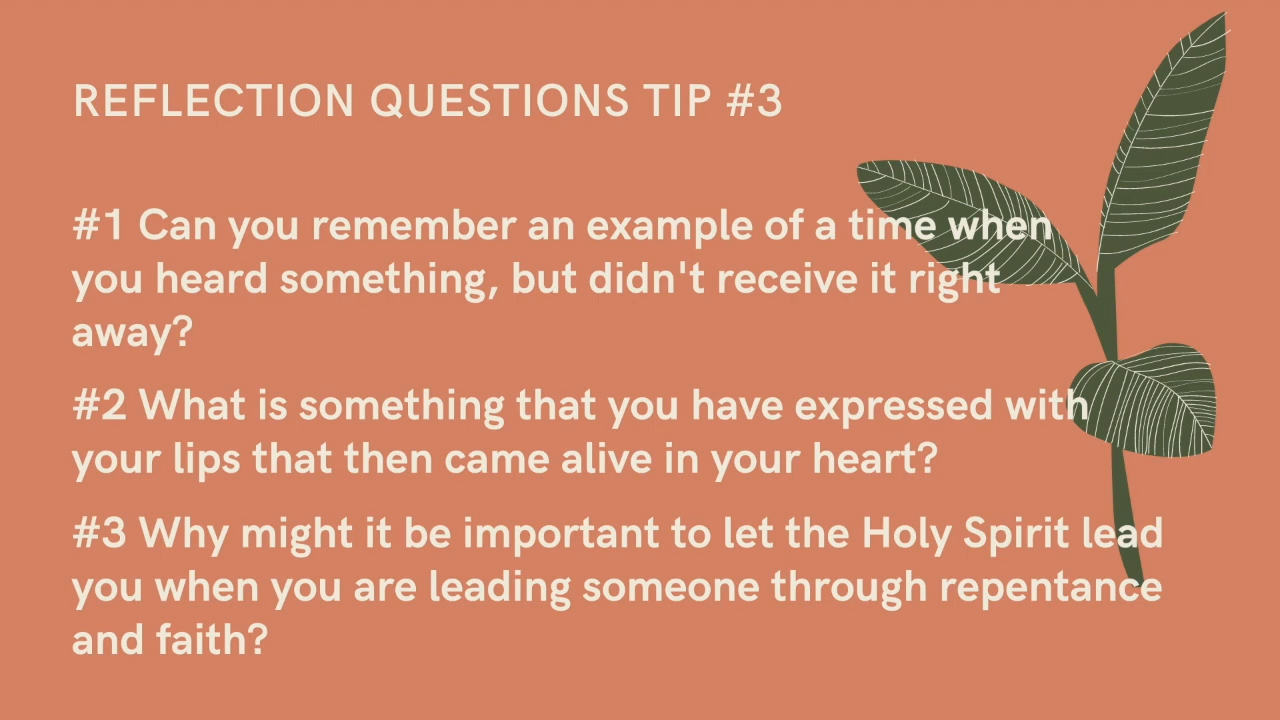 REFLECTION QUESTIONS TIP #3
#1 Can you remember an example of a time when
you heard something, but didn't receive it right
away?
#2 What is something that you have expressed with
your lips that then came alive in your heart?
#3 Why might it be important to let the Holy Spirit lead
you when you are leading someone through repentance
and faith?